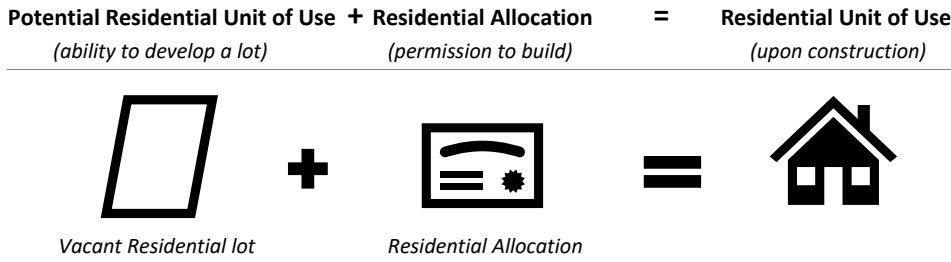 Potential Residential Unit of Use + Residential Allocation = Residential Unit of Use
(ability to develop a lot) (permission to build) (upon construction)
+ =
Vacant Residential lot Residential Allocation